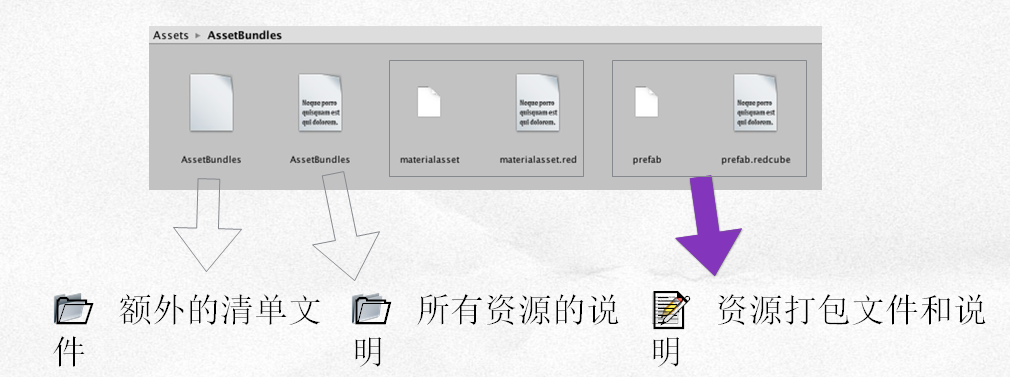 Assets ▸ AssetBundles
Neque porro
quisquam est
qui dolorem.
Neque porro
quisquam est
qui dolorem.
Neque porro
quisquam est
qui dolorem.
AssetBundles
AssetBundles
materialasset
materialasset.red
prefab
prefab.redcube
额外的清单文
件
所有资源的说
明
资源打包文件和说
明